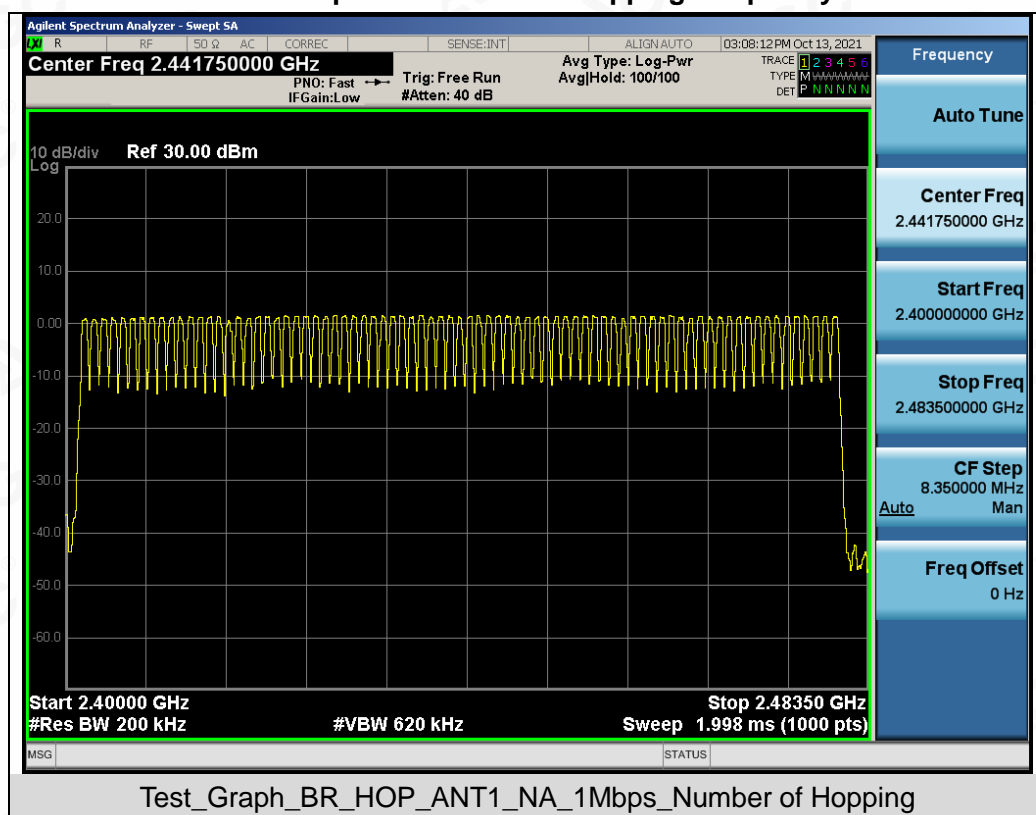 Agilent Spectrum Analyzer - Swept SA
LXI R RF 50 Ω AC CORREC SENSE:INT ALIGN AUTO 03:08:12 PM Oct 13, 2021
Center Freq 2.441750000 GHz
PNO: Fast
IFGain:Low
Trig: Free Run
#Atten: 40 dB
Avg Type: Log-Pwr
Avg|Hold: 100/100
TRACE 1 2 3 4 5 6
TYPE M WWWWW
DET P N N N N N
10 dB/div Ref 30.00 dBm
Log
20.0
10.0
0.00
-10.0
-20.0
-30.0
-40.0
-50.0
-60.0
Start 2.40000 GHz Stop 2.48350 GHz
#Res BW 200 kHz #VBW 620 kHz Sweep 1.998 ms (1000 pts)
MSG STATUS
Frequency
Auto Tune
Center Freq
2.441750000 GHz
Start Freq
2.400000000 GHz
Stop Freq
2.483500000 GHz
CF Step
8.350000 MHz
Auto Man
Freq Offset
0 Hz
Test_Graph_BR_HOP_ANT1_NA_1Mbps_Number of Hopping